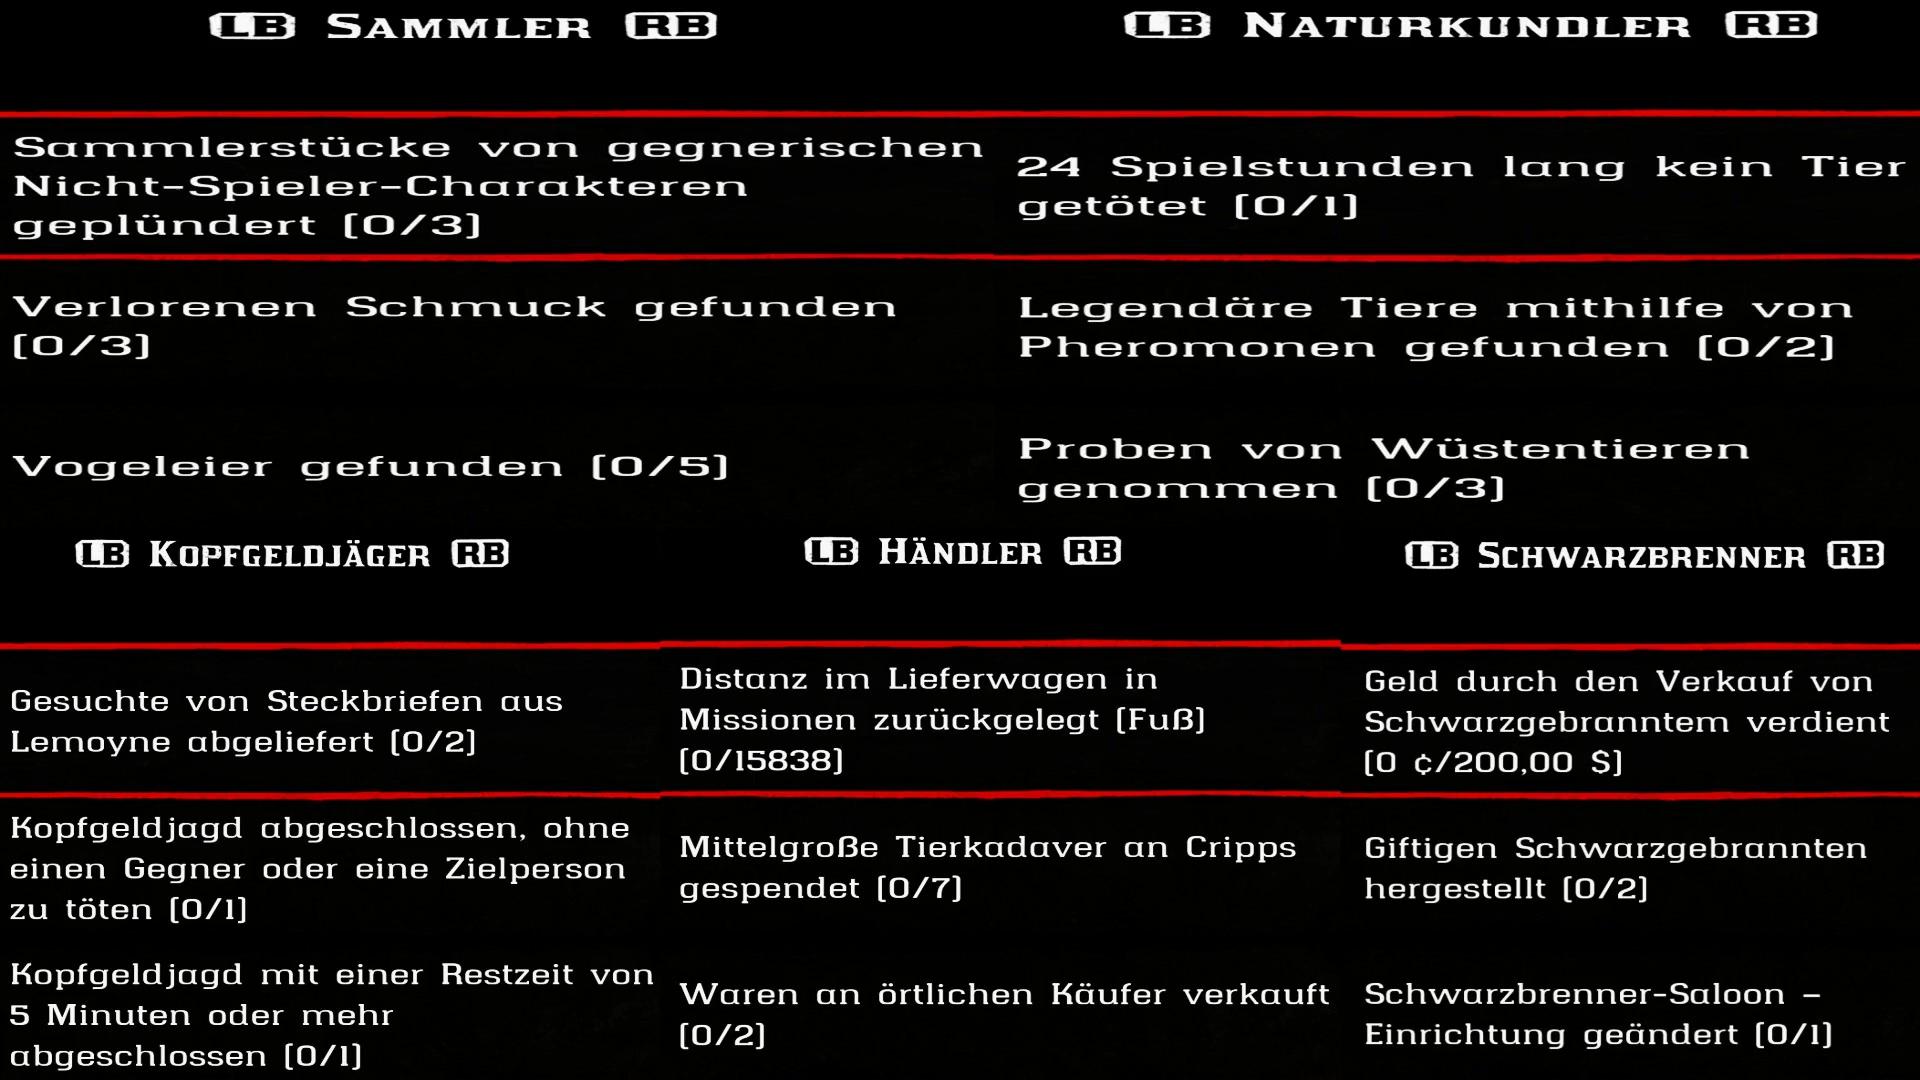 LB Sammler RB
Sammlerstücke von gegnerischen
Nicht-Spieler-Charakteren
geplündert [0/3]
Verlorenen Schmuck gefunden
[0/3]
Vogeleier gefunden [0/5]
LB Naturkundler RB
24 Spielstunden lang kein Tier
getötet [0/1]
Legendäre Tiere mithilfe von
Pheromonen gefunden [0/2]
Proben von Wüstentieren
genommen [0/3]
LB Kopfgeldjäger RB
Gesuchte von Steckbriefen aus
Lemoyne abgeliefert [0/2]
Kopfgeldjagd abgeschlossen, ohne
einen Gegner oder eine Zielperson
zu töten [0/1]
Kopfgeldjagd mit einer Restzeit von
5 Minuten oder mehr
abgeschlossen [0/1]
LB Händler RB
Distanz im Lieferwagen in
Missionen zurückgelegt [Fuß]
[0/15838]
Mittelgroße Tierkadaver an Cripps
gespendet [0/7]
Waren an örtlichen Käufer verkauft
[0/2]
LB Schwarzbrenner RB
Geld durch den Verkauf von
Schwarzgebranntem verdient
[0 ¢/200,00 $]
Giftigen Schwarzgebrannten
hergestellt [0/2]
Schwarzbrenner-Saloon –
Einrichtung geändert [0/1]